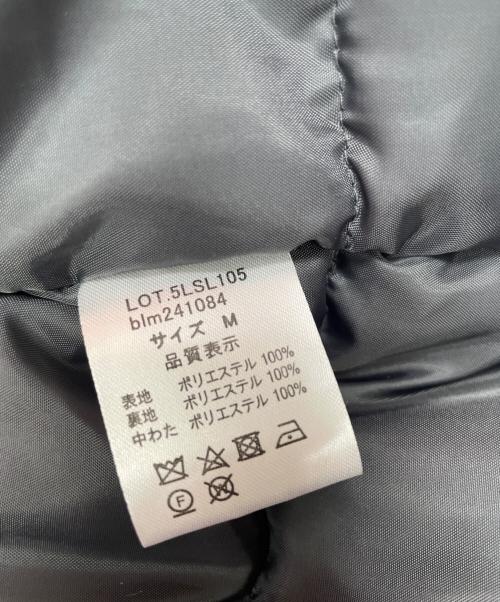 LOT.5LSL105
blm241084
サイズ M
品質表示
表地 ポリエステル 100%
裏地 ポリエステル 100%
中わた ポリエステル 100%
F
W